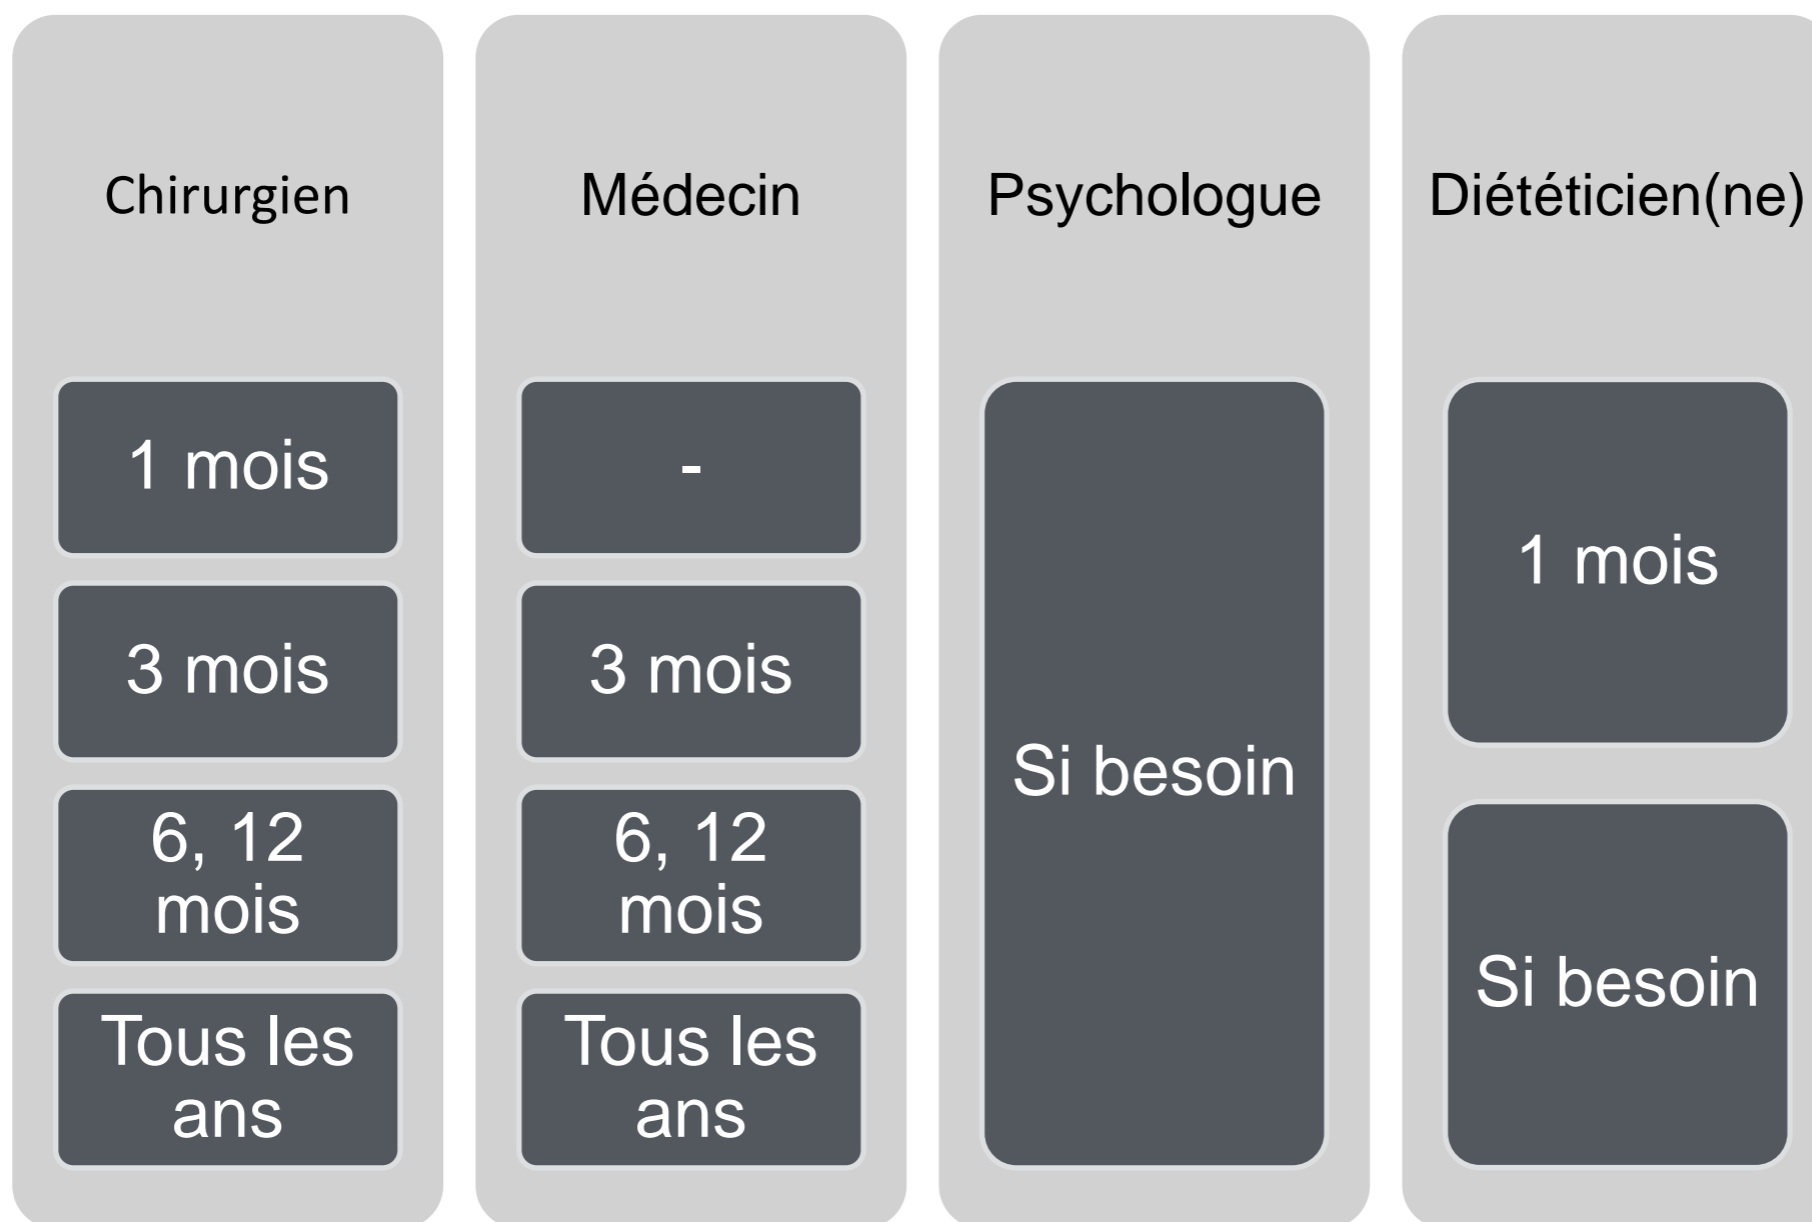 Chirurgien
1 mois
3 mois
6, 12
mois
Tous les
ans
Médecin
-
3 mois
6, 12
mois
Tous les
ans
Psychologue
Si besoin
Diététicien(ne)
1 mois
Si besoin